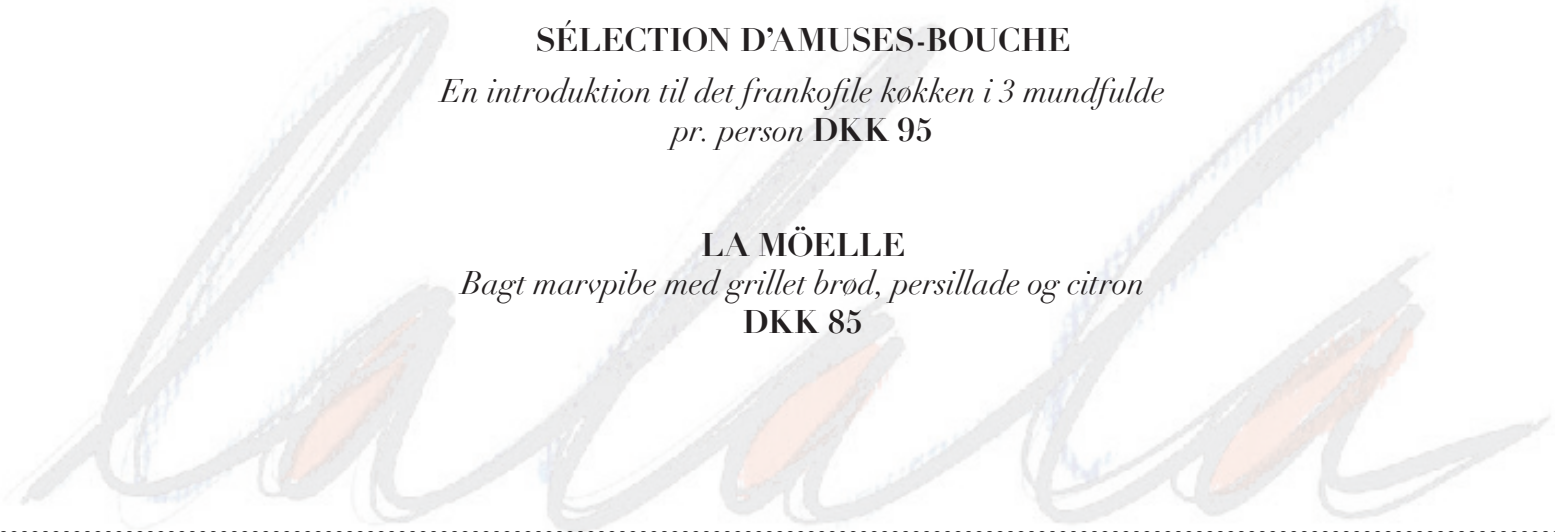 SÉLECTION D'AMUSES-BOUCHE
En introduktion til det frankofile køkken i 3 mundfulde
pr. person DKK 95
LA MÖELLE
Bagt marvpibe med grillet brød, persillade og citron
DKK 85
lalala